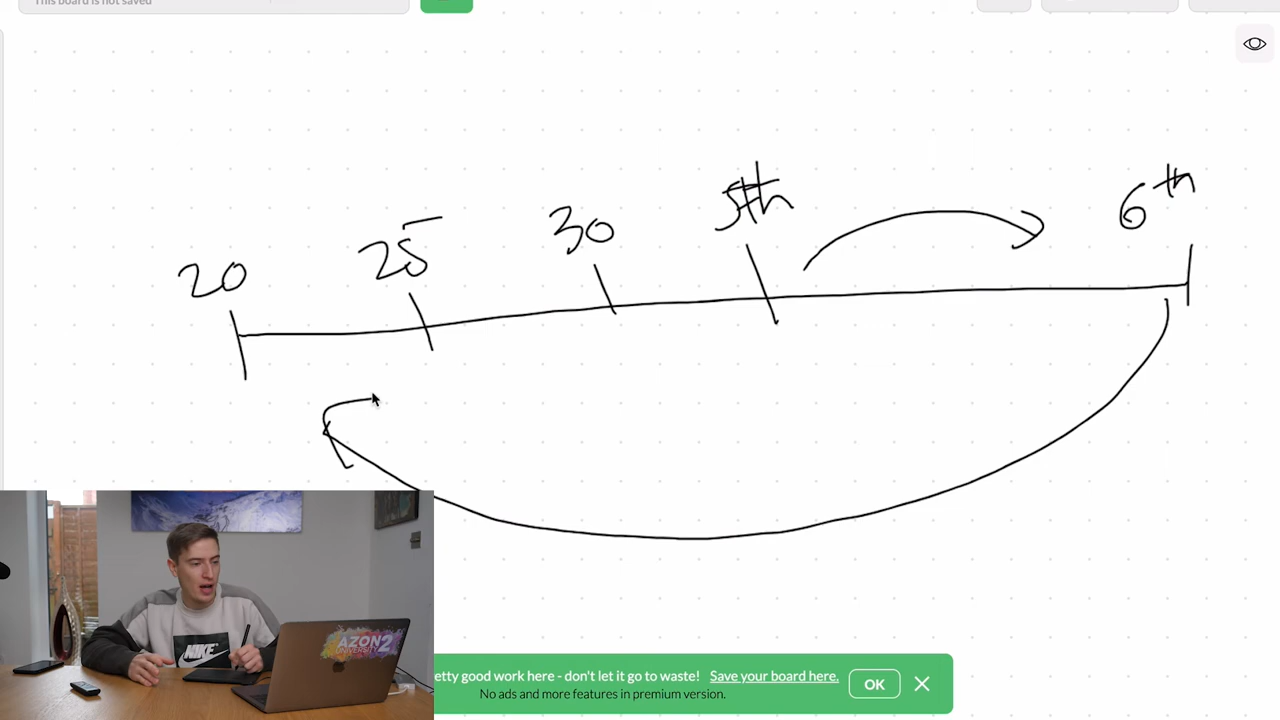 This board is not saved
20
25
30
5th
6th
etty good work here - don't let it go to waste! Save your board here.
No ads and more features in premium version.
OK
NIKE
AZON
UNIVERSITY 2